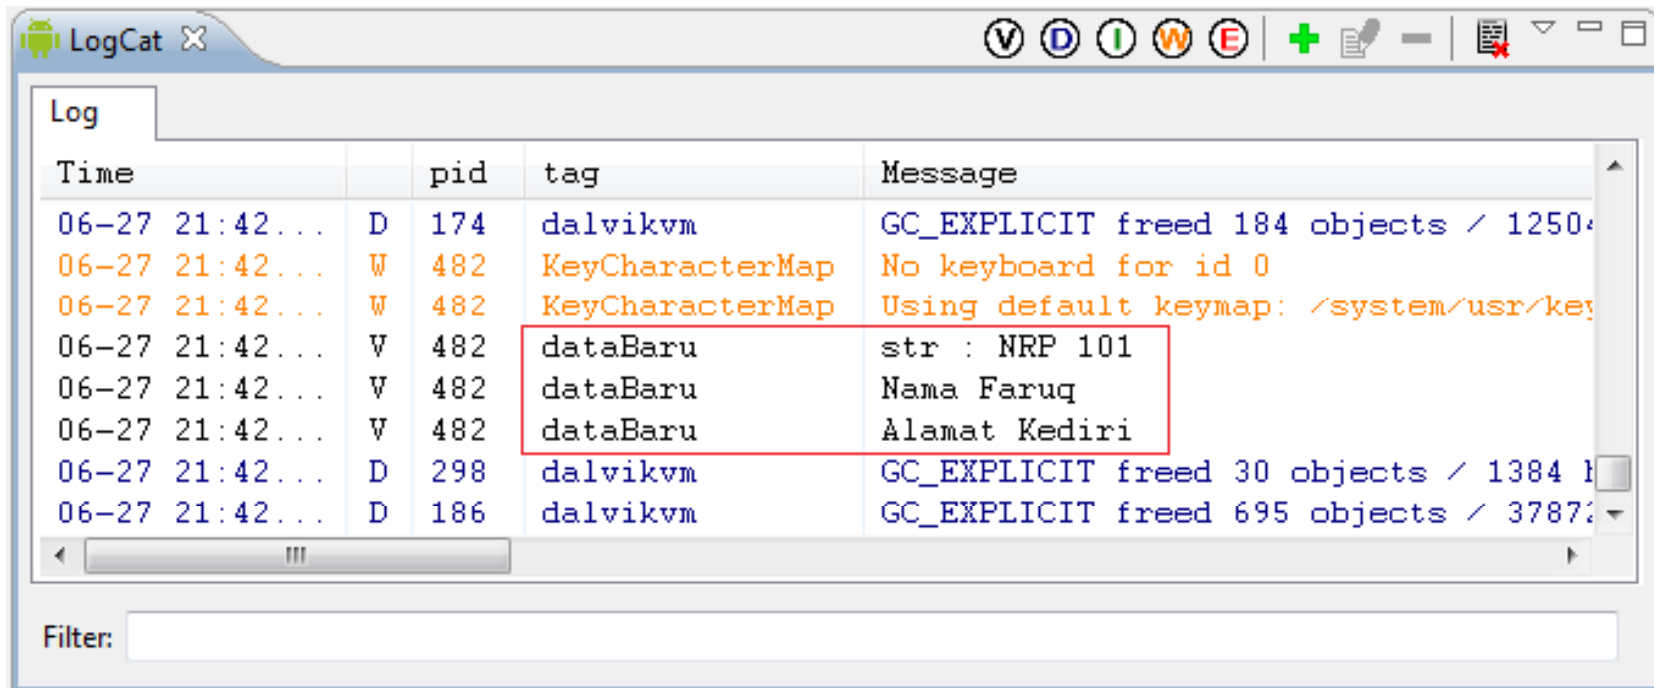 LogCat
V D I W E
Log
Time pid tag Message
06-27 21:42... D 174 dalvikvm GC_EXPLICIT freed 184 objects / 12504
06-27 21:42... W 482 KeyCharacterMap No keyboard for id 0
06-27 21:42... W 482 KeyCharacterMap Using default keymap: /system/usr/key
06-27 21:42... V 482 dataBaru str : NRP 101
06-27 21:42... V 482 dataBaru Nama Faruq
06-27 21:42... V 482 dataBaru Alamat Kediri
06-27 21:42... D 298 dalvikvm GC_EXPLICIT freed 30 objects / 1384
06-27 21:42... D 186 dalvikvm GC_EXPLICIT freed 695 objects / 37872
Filter: